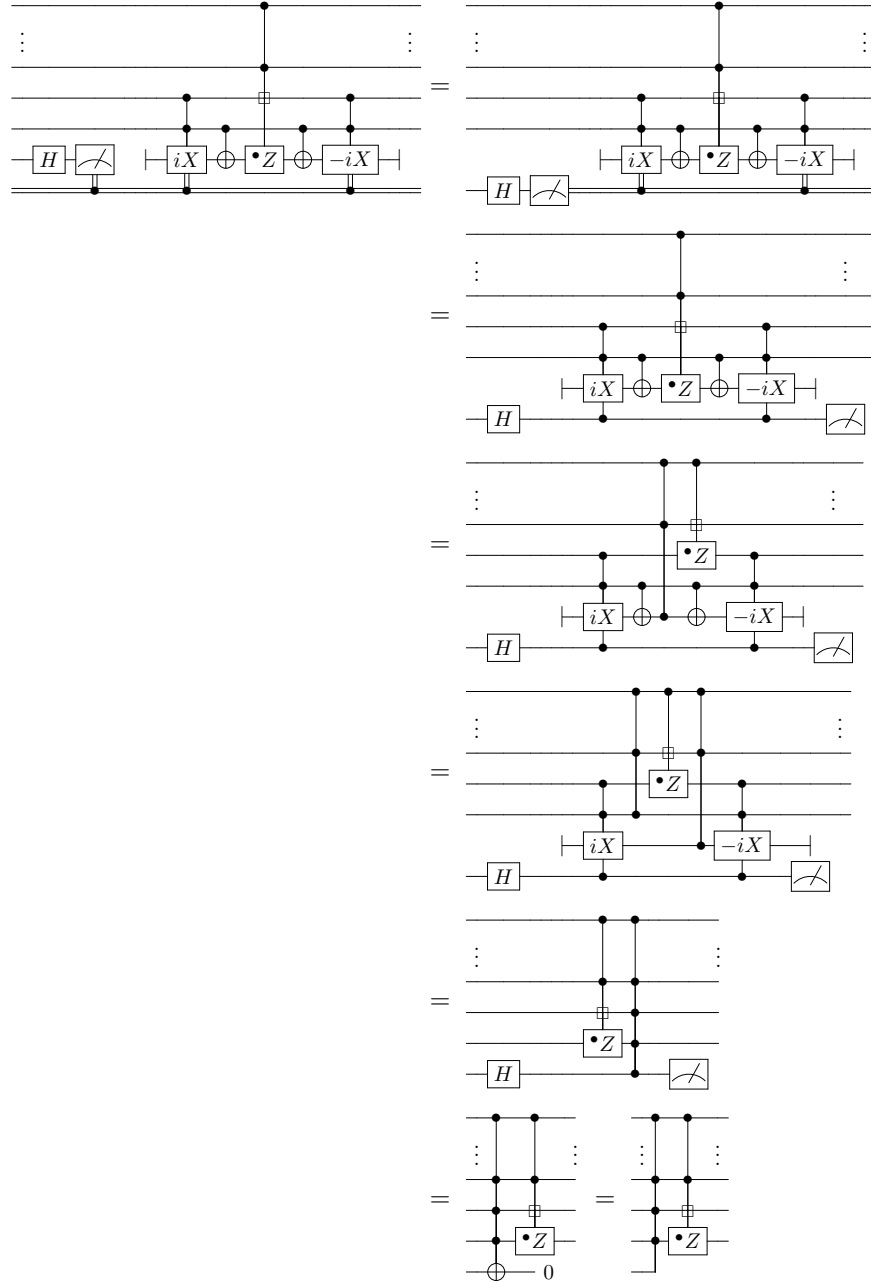 ⋮ ⋮ ⋮ ⋮
=
H iX •Z −iX iX •Z −iX
H
⋮ ⋮
=
iX •Z −iX
H
⋮ ⋮
=
•Z
iX −iX
H
⋮ ⋮
=
•Z
iX −iX
H
⋮ ⋮
=
•Z
H
⋮ ⋮ ⋮ ⋮
= =
•Z •Z
0